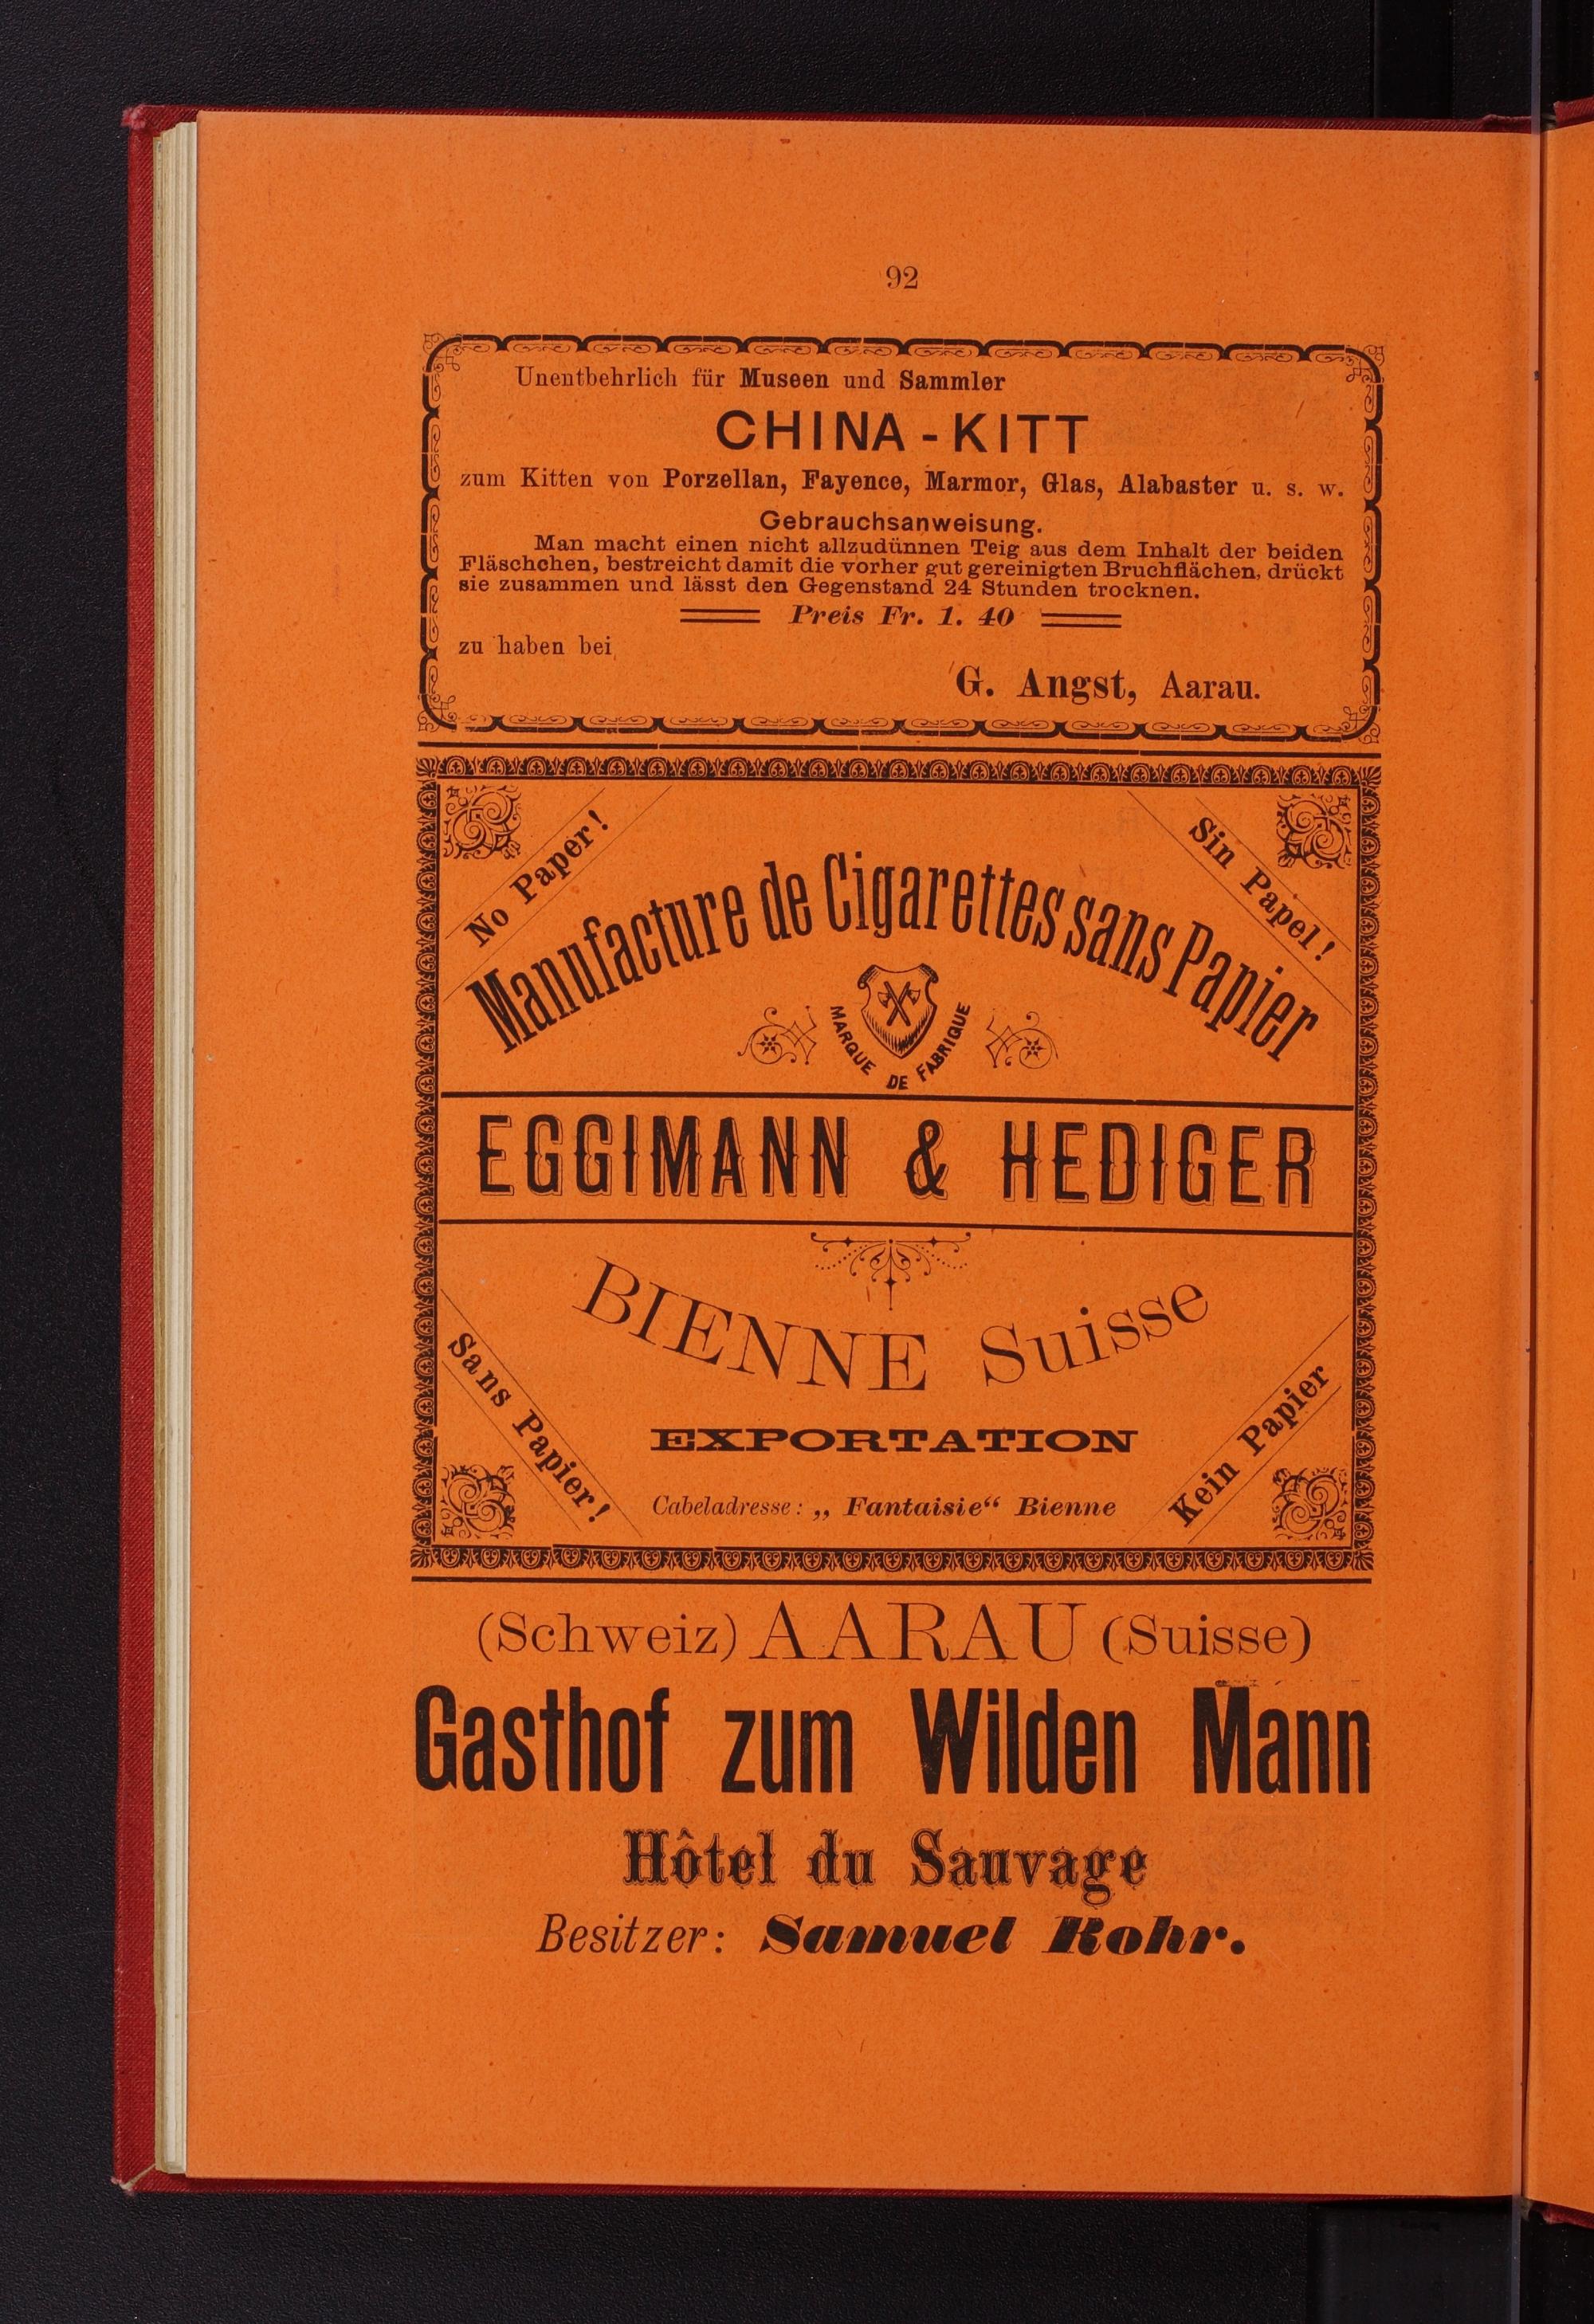 92
Unentbehrlich für Museen und Sammler
CHINA-KITT
zum Kitten von Porzellan, Fayence, Marmor, Glas, Alabaster u. s. w.
Gebrauchsanweisung.
Man macht einen nicht allzudünnen Teig aus dem Inhalt der beiden
Fläschchen, bestreicht damit die vorher gut gereinigten Bruchflächen, drückt
sie zusammen und lässt den Gegenstand 24 Stunden trocknen.
Preis Fr. 1. 40
zu haben bei
G. Angst, Aarau.
No Paper!
Sin Papel!
Manufacture de Cigarettes sans Papier
MARQUE DE FABRIQUE
EGGIMANN & HEDIGER
BIENNE Suisse
Sans Papier!
Kein Papier
EXPORTATION
Cabeladresse: „Fantaisie“ Bienne
(Schweiz) AARAU (Suisse)
Gasthof zum Wilden Mann
Hôtel du Sauvage
Besitzer: Samuel Rohr.